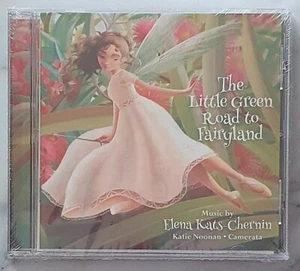 The
Little Green
Road to
Fairyland
Music by
Elena Kats-Chernin
Katie Noonan • Camerata